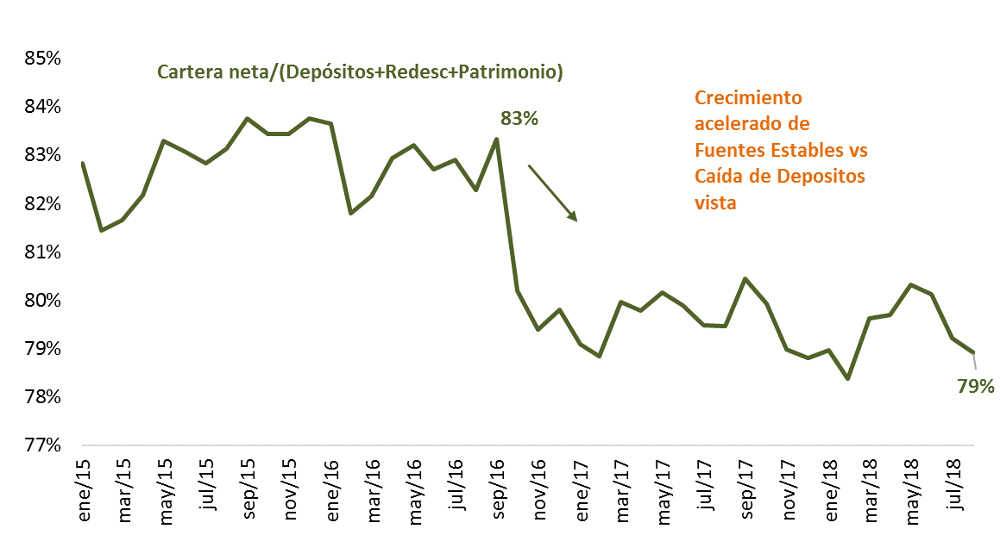 85%
Cartera neta/(Depósitos+Redesc+Patrimonio)
84%
83%
Crecimiento
acelerado de
Fuentes Estables vs
Caída de Depositos
vista
83%
82%
81%
80%
79%
78%
77%
79%
ene/15
mar/15
may/15
jul/15
sep/15
nov/15
ene/16
mar/16
may/16
jul/16
sep/16
nov/16
ene/17
mar/17
may/17
jul/17
sep/17
nov/17
ene/18
mar/18
may/18
jul/18